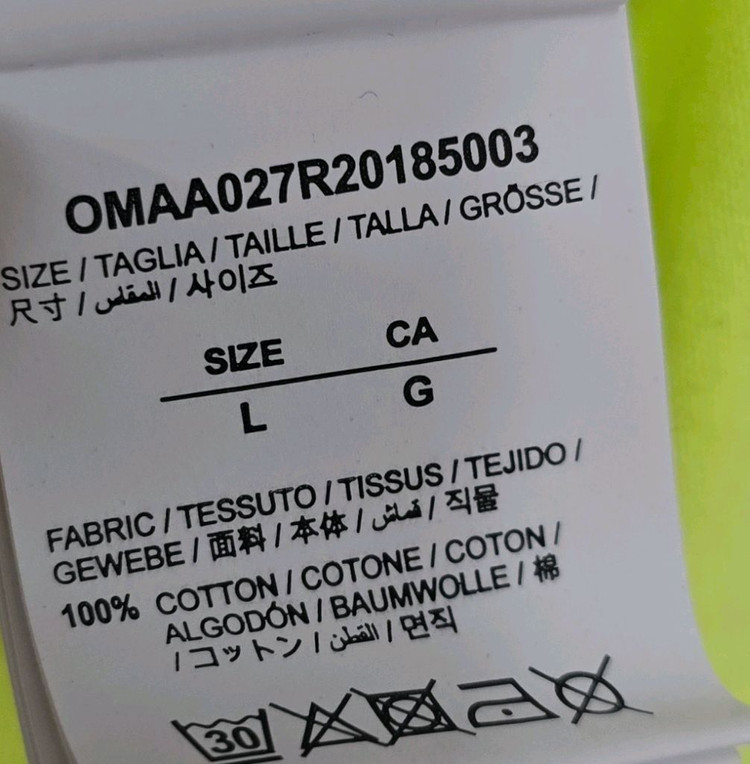 OMAA027R20185003
SIZE / TAGLIA / TAILLE / TALLA / GRÖSSE /
尺寸 / المقاس / 사이즈
SIZE CA
L G
FABRIC / TESSUTO / TISSUS / TEJIDO /
GEWEBE / 面料 / 本体 / قماش / 직물
100% COTTON / COTONE / COTON /
ALGODÓN / BAUMWOLLE / 棉
/ コットン / القطن / 면직
30